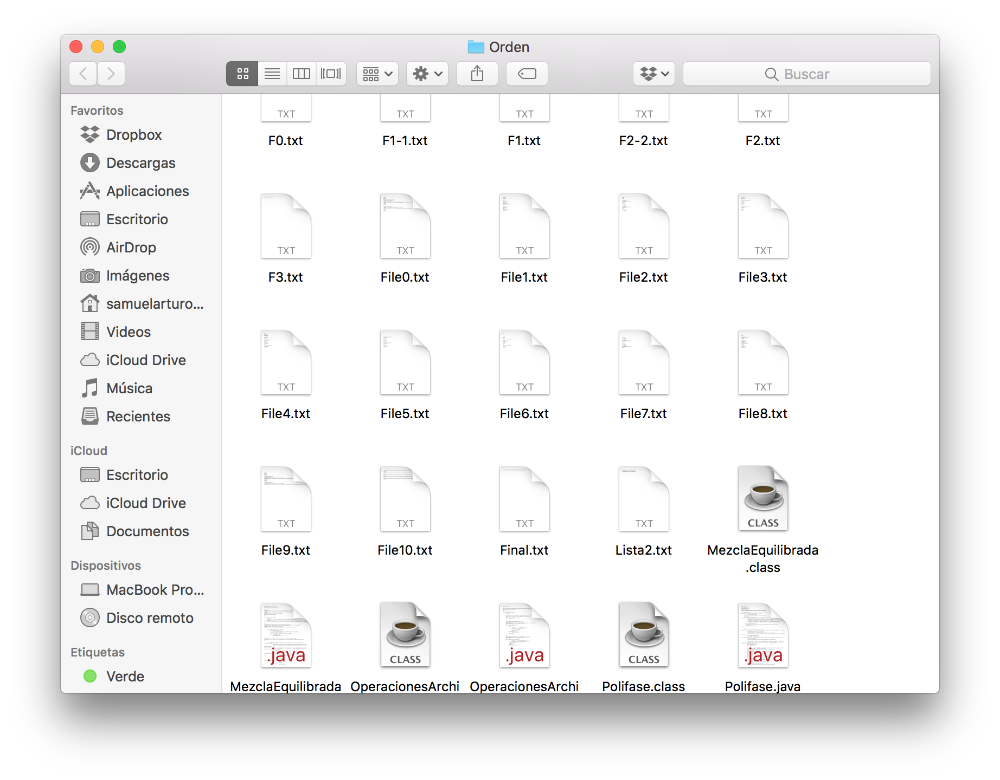 Orden
Buscar
Favoritos
Dropbox
Descargas
Aplicaciones
Escritorio
AirDrop
Imágenes
samuelarturo...
Videos
iCloud Drive
Música
Recientes
iCloud
Escritorio
iCloud Drive
Documentos
Dispositivos
MacBook Pro...
Disco remoto
Etiquetas
Verde
TXT TXT TXT TXT TXT
F0.txt F1-1.txt F1.txt F2-2.txt F2.txt
TXT TXT TXT TXT TXT
F3.txt File0.txt File1.txt File2.txt File3.txt
TXT TXT TXT TXT TXT
File4.txt File5.txt File6.txt File7.txt File8.txt
TXT TXT TXT TXT CLASS
File9.txt File10.txt Final.txt Lista2.txt MezclaEquilibrada
.class
.java CLASS .java CLASS .java
MezclaEquilibrada OperacionesArchi OperacionesArchi Polifase.class Polifase.java